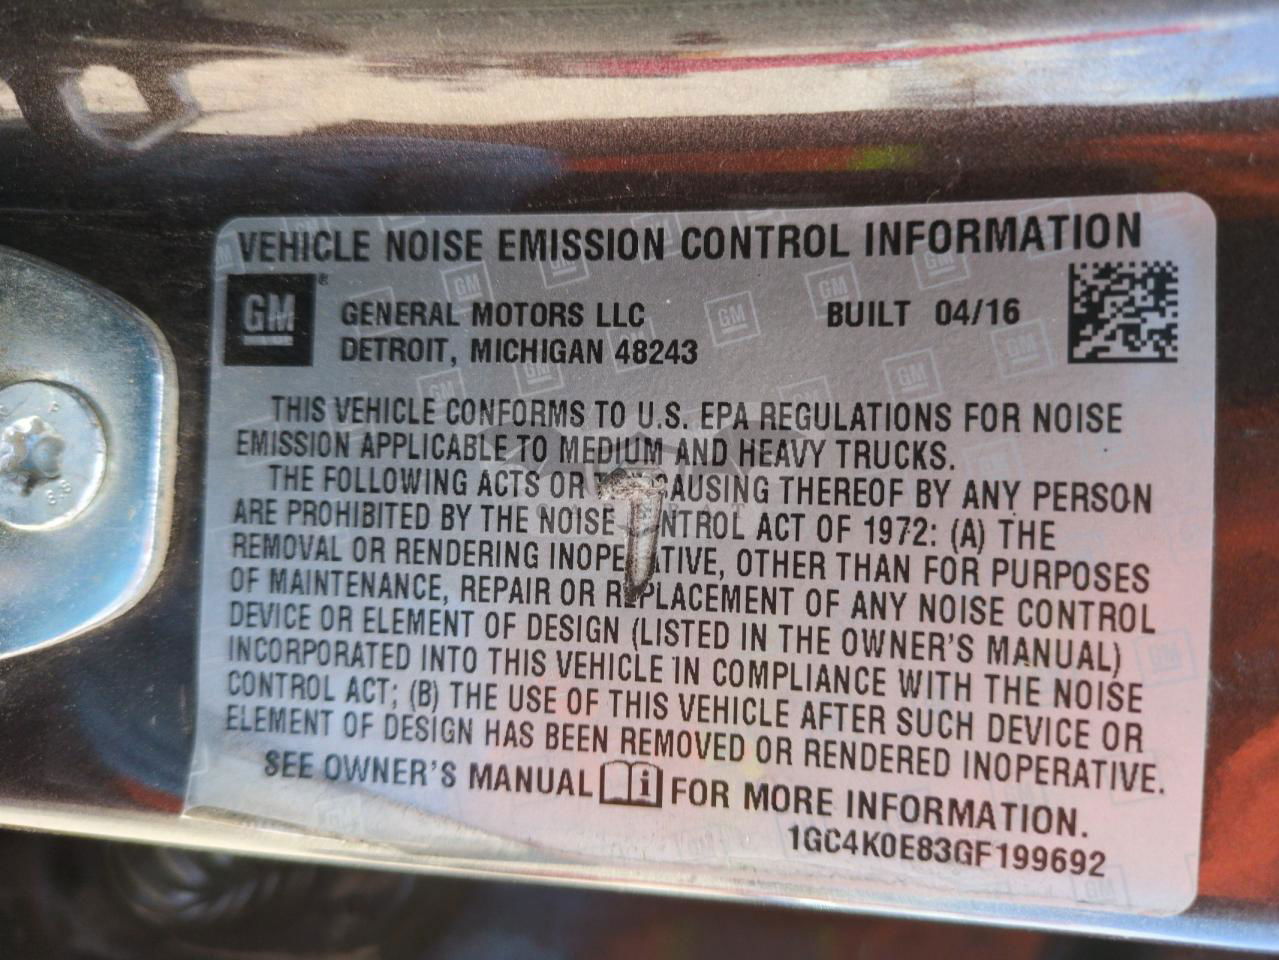 VEHICLE NOISE EMISSION CONTROL INFORMATION
GM®
GENERAL MOTORS LLC BUILT 04/16
DETROIT, MICHIGAN 48243
THIS VEHICLE CONFORMS TO U.S. EPA REGULATIONS FOR NOISE
EMISSION APPLICABLE TO MEDIUM AND HEAVY TRUCKS.
THE FOLLOWING ACTS OR CAUSING THEREOF BY ANY PERSON
ARE PROHIBITED BY THE NOISE CONTROL ACT OF 1972: (A) THE
REMOVAL OR RENDERING INOPERATIVE, OTHER THAN FOR PURPOSES
OF MAINTENANCE, REPAIR OR REPLACEMENT OF ANY NOISE CONTROL
DEVICE OR ELEMENT OF DESIGN (LISTED IN THE OWNER'S MANUAL)
INCORPORATED INTO THIS VEHICLE IN COMPLIANCE WITH THE NOISE
CONTROL ACT; (B) THE USE OF THIS VEHICLE AFTER SUCH DEVICE OR
ELEMENT OF DESIGN HAS BEEN REMOVED OR RENDERED INOPERATIVE.
SEE OWNER'S MANUAL i FOR MORE INFORMATION.
1GC4K0E83GF199692